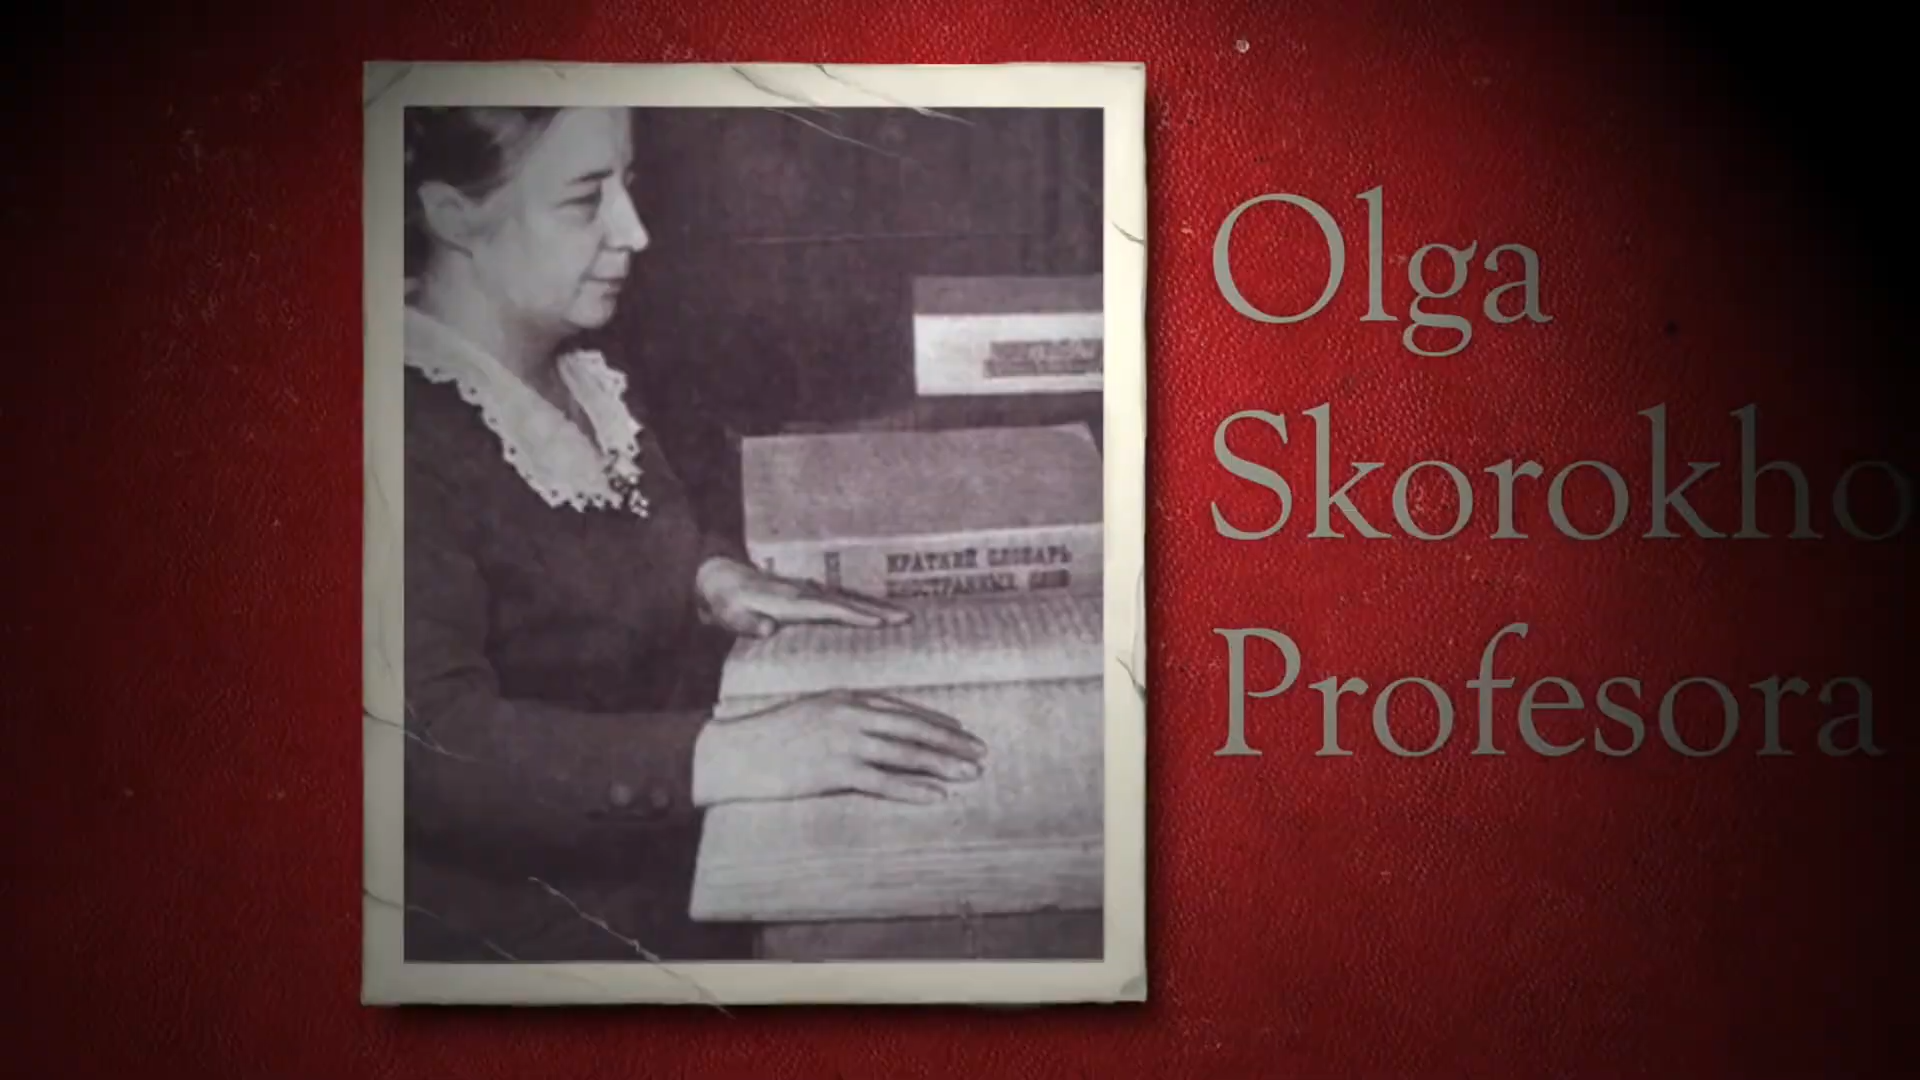 Olga
Skorokho
Profesora
КРАТКИЙ СЛОВАРЬ
ИНОСТРАННЫХ СЛОВ